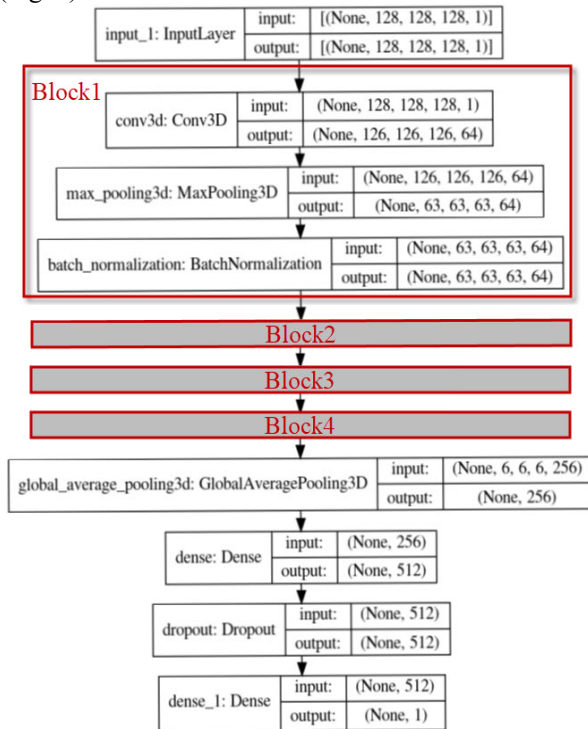 input_1: InputLayer
input: [(None, 128, 128, 128, 1)]
output: [(None, 128, 128, 128, 1)]
Block1
conv3d: Conv3D
input: (None, 128, 128, 128, 1)
output: (None, 126, 126, 126, 64)
max_pooling3d: MaxPooling3D
input: (None, 126, 126, 126, 64)
output: (None, 63, 63, 63, 64)
batch_normalization: BatchNormalization
input: (None, 63, 63, 63, 64)
output: (None, 63, 63, 63, 64)
Block2
Block3
Block4
global_average_pooling3d: GlobalAveragePooling3D
input: (None, 6, 6, 6, 256)
output: (None, 256)
dense: Dense
input: (None, 256)
output: (None, 512)
dropout: Dropout
input: (None, 512)
output: (None, 512)
dense_1: Dense
input: (None, 512)
output: (None, 1)